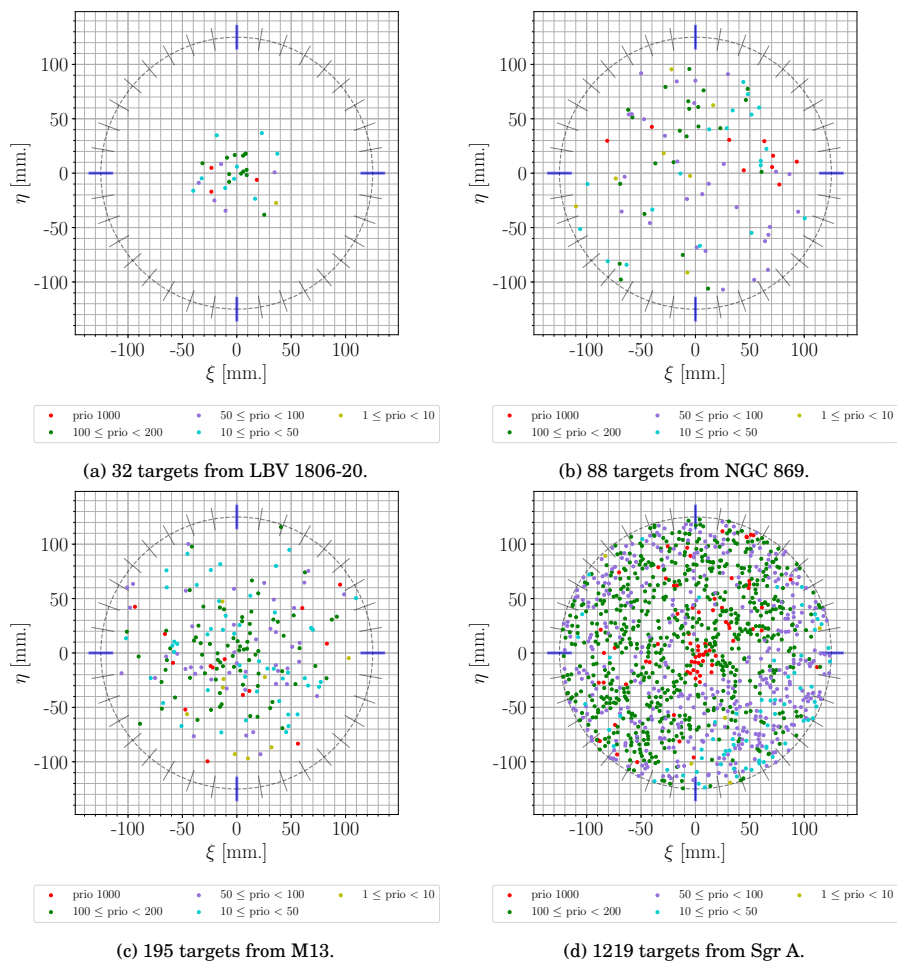 100
50
0
-50
-100
η [mm.]
-100 -50 0 50 100
ξ [mm.]
prio 1000 50 ≤ prio < 100 1 ≤ prio < 10
100 ≤ prio < 200 10 ≤ prio < 50
(a) 32 targets from LBV 1806-20.
100
50
0
-50
-100
η [mm.]
-100 -50 0 50 100
ξ [mm.]
prio 1000 50 ≤ prio < 100 1 ≤ prio < 10
100 ≤ prio < 200 10 ≤ prio < 50
(b) 88 targets from NGC 869.
100
50
0
-50
-100
η [mm.]
-100 -50 0 50 100
ξ [mm.]
prio 1000 50 ≤ prio < 100 1 ≤ prio < 10
100 ≤ prio < 200 10 ≤ prio < 50
(c) 195 targets from M13.
100
50
0
-50
-100
η [mm.]
-100 -50 0 50 100
ξ [mm.]
prio 1000 50 ≤ prio < 100 1 ≤ prio < 10
100 ≤ prio < 200 10 ≤ prio < 50
(d) 1219 targets from Sgr A.